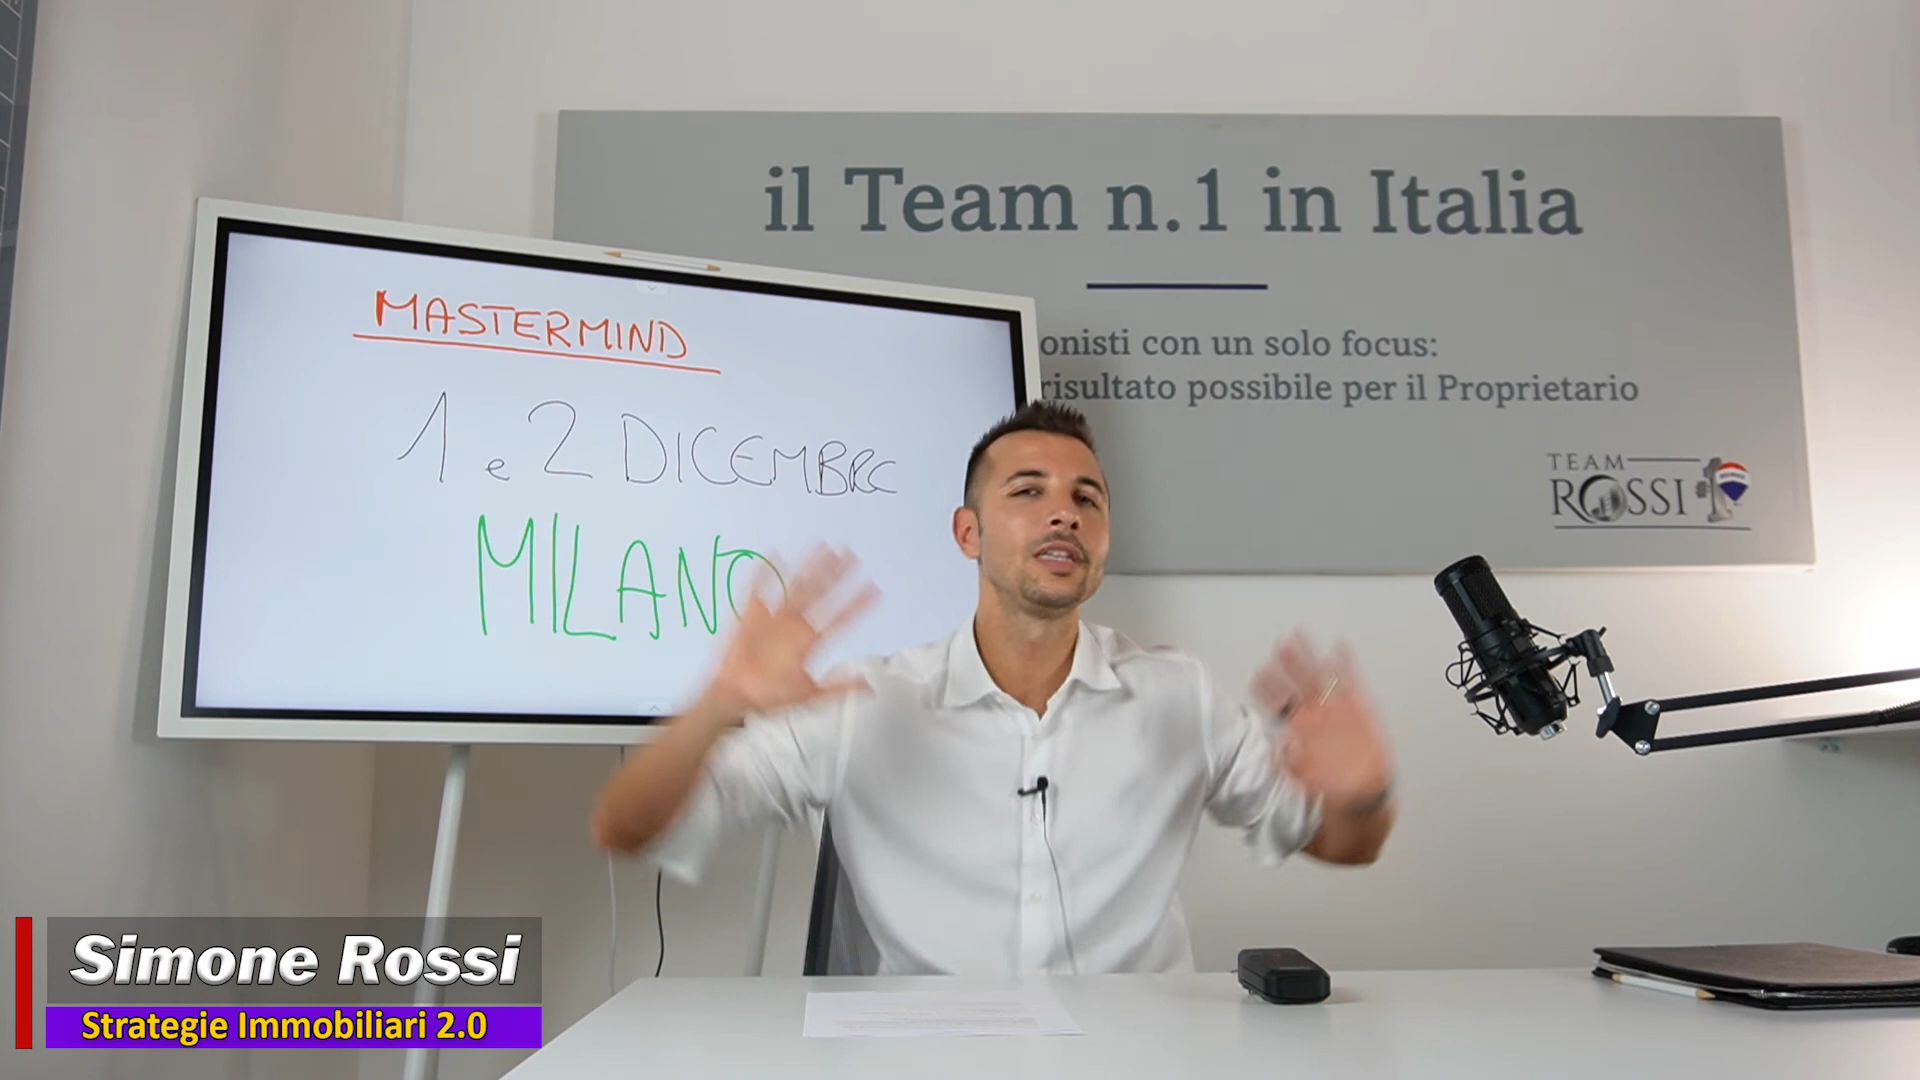 il Team n.1 in Italia
onisti con un solo focus:
risultato possibile per il Proprietario
TEAM
ROSSI
MASTERMIND
1 e 2 DICEMBRE
MILANO
Simone Rossi
Strategie Immobiliari 2.0